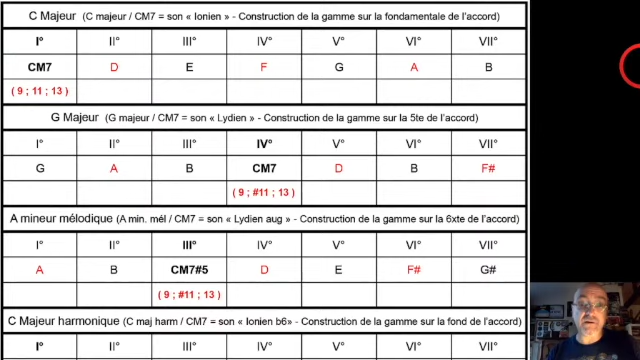 C Majeur (C majeur / CM7 = son « Ionien » - Construction de la gamme sur la fondamentale de l'accord)
I° II° III° IV° V° VI° VII°
CM7 D E F G A B
( 9 ; 11 ; 13 )
G Majeur (G majeur / CM7 = son « Lydien » - Construction de la gamme sur la 5te de l'accord)
I° II° III° IV° V° VI° VII°
G A B CM7 D B F#
( 9 ; #11 ; 13 )
A mineur mélodique (A min. mél / CM7 = son « Lydien aug » - Construction de la gamme sur la 6xte de l'accord)
I° II° III° IV° V° VI° VII°
A B CM7#5 D E F# G#
( 9 ; #11 ; 13 )
C Majeur harmonique (C maj harm / CM7 = son « Ionien b6» - Construction de la gamme sur la fond de l'accord)
I° II° III° IV° V° VI° VII°